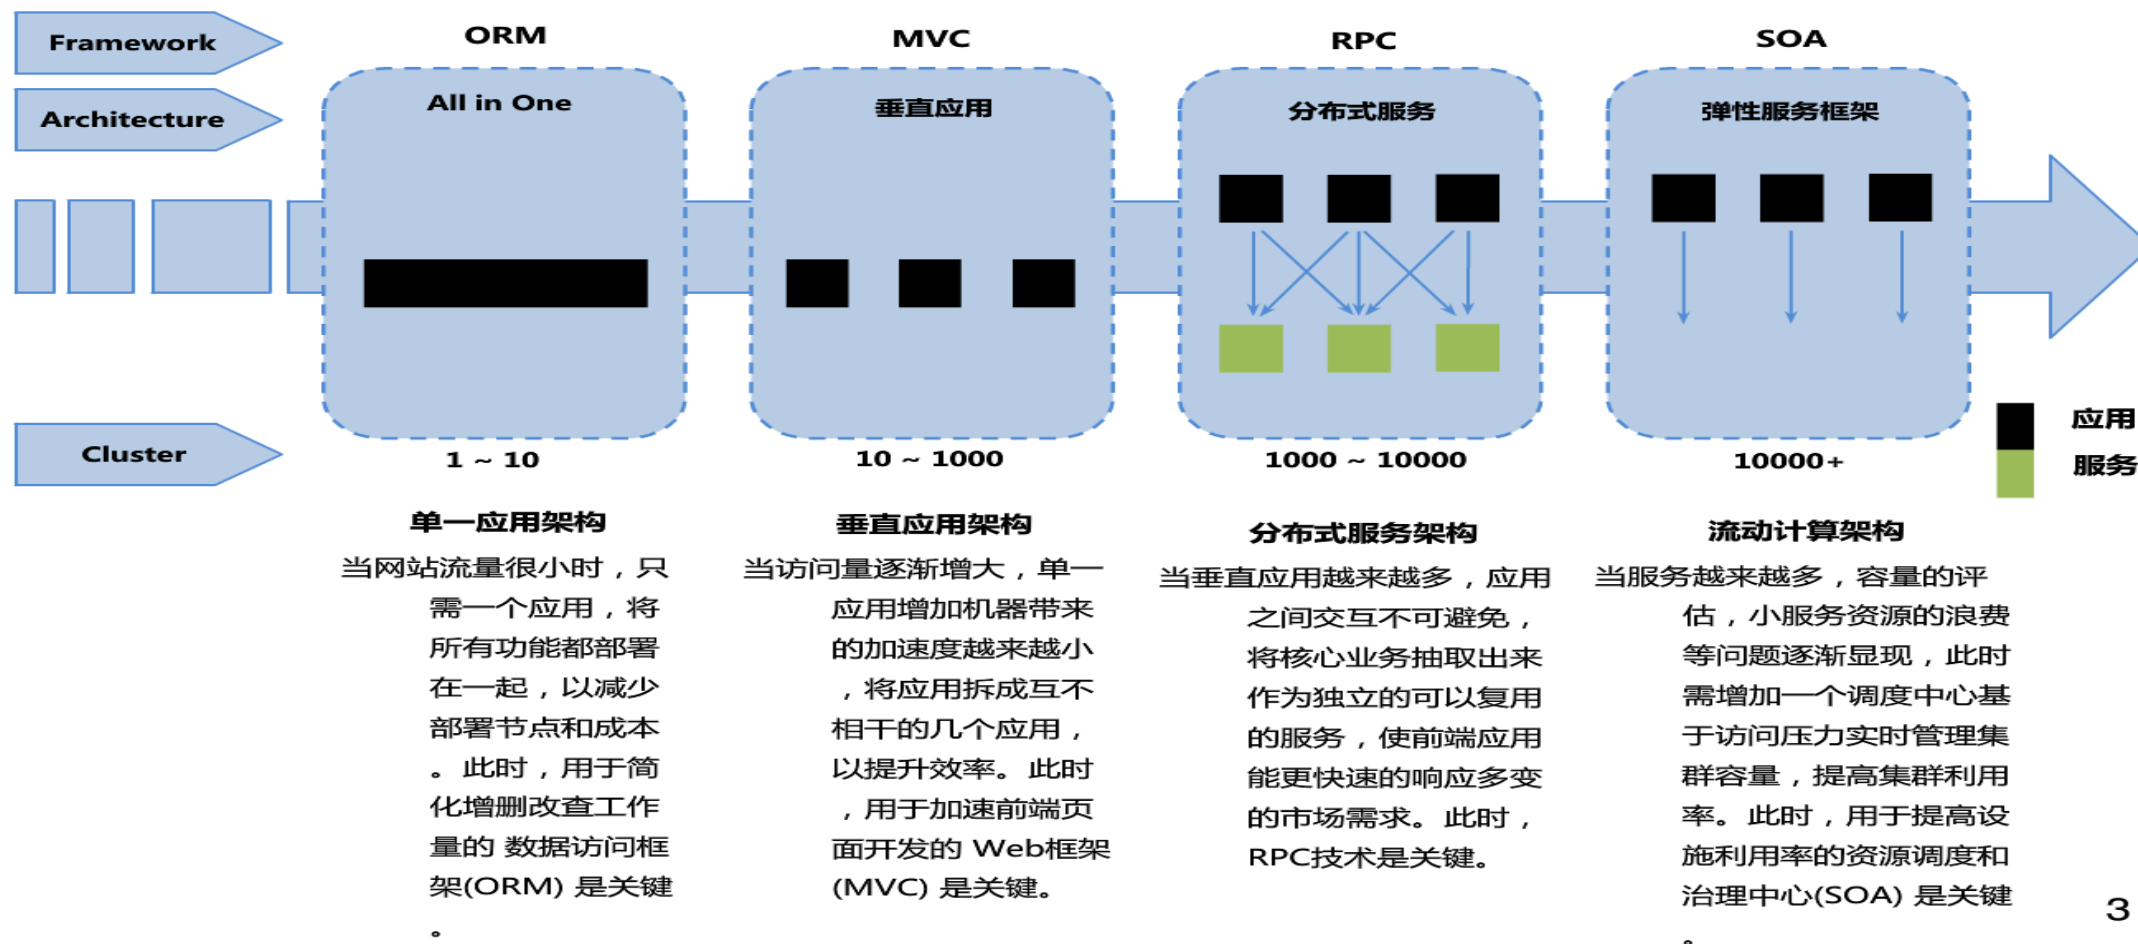 Framework
ORM
MVC
RPC
SOA
Architecture
All in One
垂直应用
分布式服务
弹性服务框架
应用
服务
Cluster
1 ~ 10
10 ~ 1000
1000 ~ 10000
10000+
单一应用架构
当网站流量很小时，只
需一个应用，将
所有功能都部署
在一起，以减少
部署节点和成本
。此时，用于简
化增删改查工作
量的 数据访问框
架(ORM) 是关键
。
垂直应用架构
当访问量逐渐增大，单一
应用增加机器带来
的加速度越来越小
，将应用拆成互不
相干的几个应用，
以提升效率。此时
，用于加速前端页
面开发的 Web框架
(MVC) 是关键。
分布式服务架构
当垂直应用越来越多，应用
之间交互不可避免，
将核心业务抽取出来
作为独立的可以复用
的服务，使前端应用
能更快速的响应多变
的市场需求。此时，
RPC技术是关键。
流动计算架构
当服务越来越多，容量的评
估，小服务资源的浪费
等问题逐渐显现，此时
需增加一个调度中心基
于访问压力实时管理集
群容量，提高集群利用
率。此时，用于提高设
施利用率的资源调度和
治理中心(SOA) 是关键
。
3